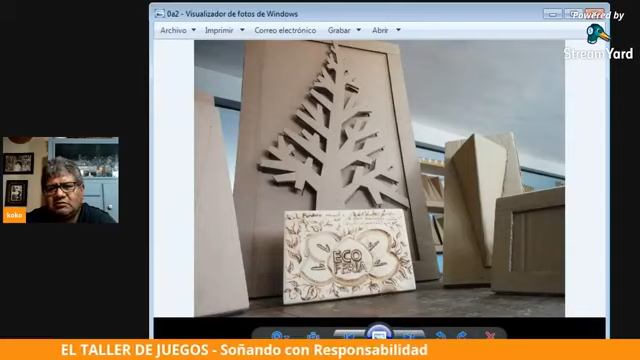 0a2 - Visualizador de fotos de Windows
Powered by
StreamYard
Archivo Imprimir Correo electrónico Grabar Abrir
ECO
FERIA
koke
EL TALLER DE JUEGOS - Soñando con Responsabilidad